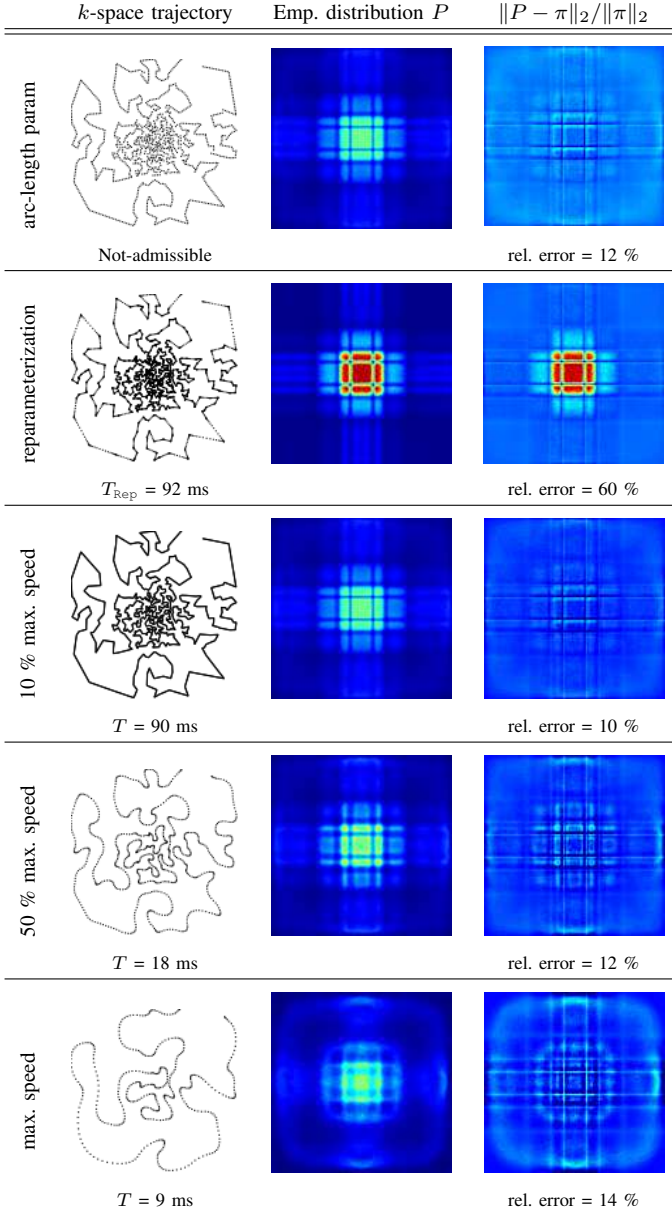 k-space trajectory Emp. distribution P ‖P − π‖₂/‖π‖₂
arc-length param
Not-admissible rel. error = 12 %
reparameterization
T_Rep = 92 ms rel. error = 60 %
10 % max. speed
T = 90 ms rel. error = 10 %
50 % max. speed
T = 18 ms rel. error = 12 %
max. speed
T = 9 ms rel. error = 14 %